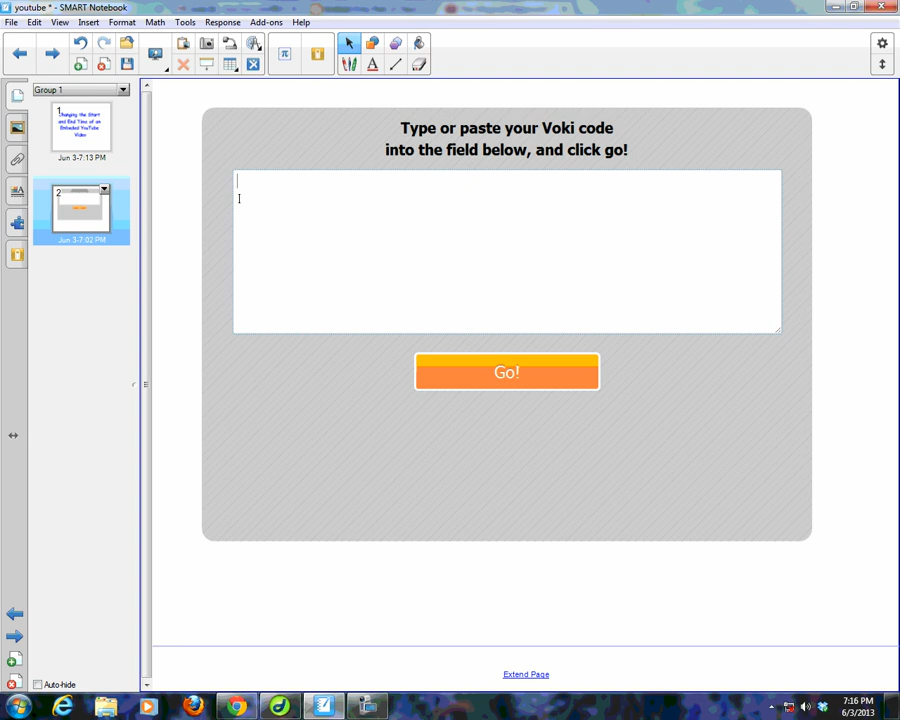 youtube * - SMART Notebook
File Edit View Insert Format Math Tools Response Add-ons Help
Group 1
1
Changing the Start
and End Time of an
Embeded YouTube
Video
Jun 3-7:13 PM
2
Jun 3-7:02 PM
Type or paste your Voki code
into the field below, and click go!
Go!
Extend Page
Auto-hide
7:16 PM
6/3/2013